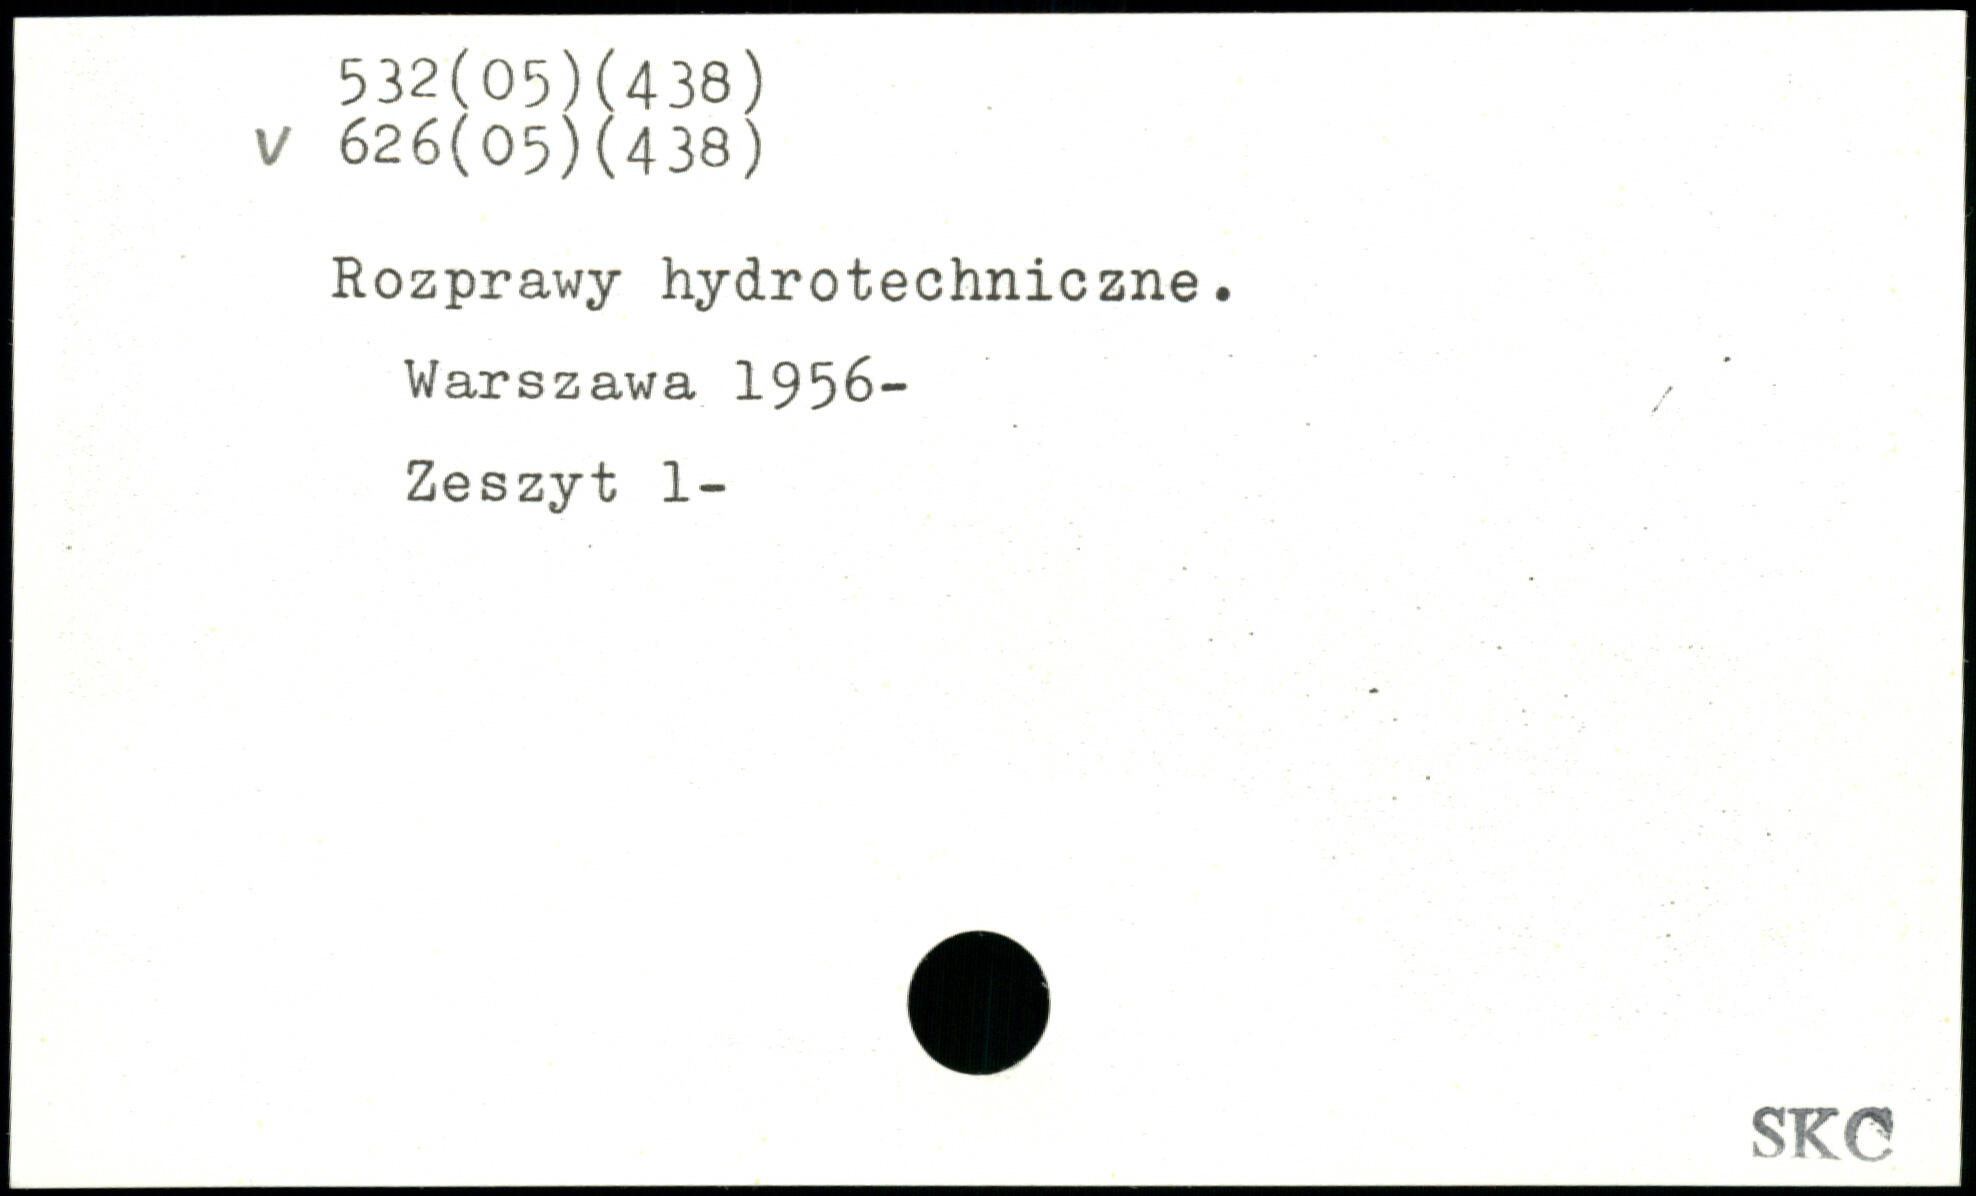 532(05)(438)
v 626(05)(438)
Rozprawy hydrotechniczne.
Warszawa 1956-
Zeszyt 1-
SKC